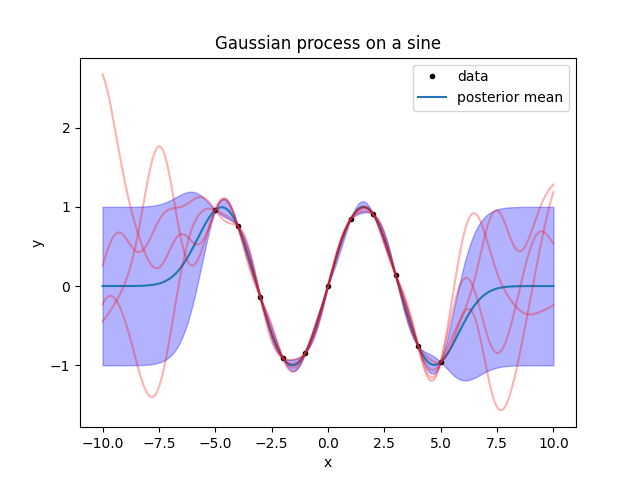 Gaussian process on a sine
data
posterior mean
y
2
1
0
−1
−10.0 −7.5 −5.0 −2.5 0.0 2.5 5.0 7.5 10.0
x